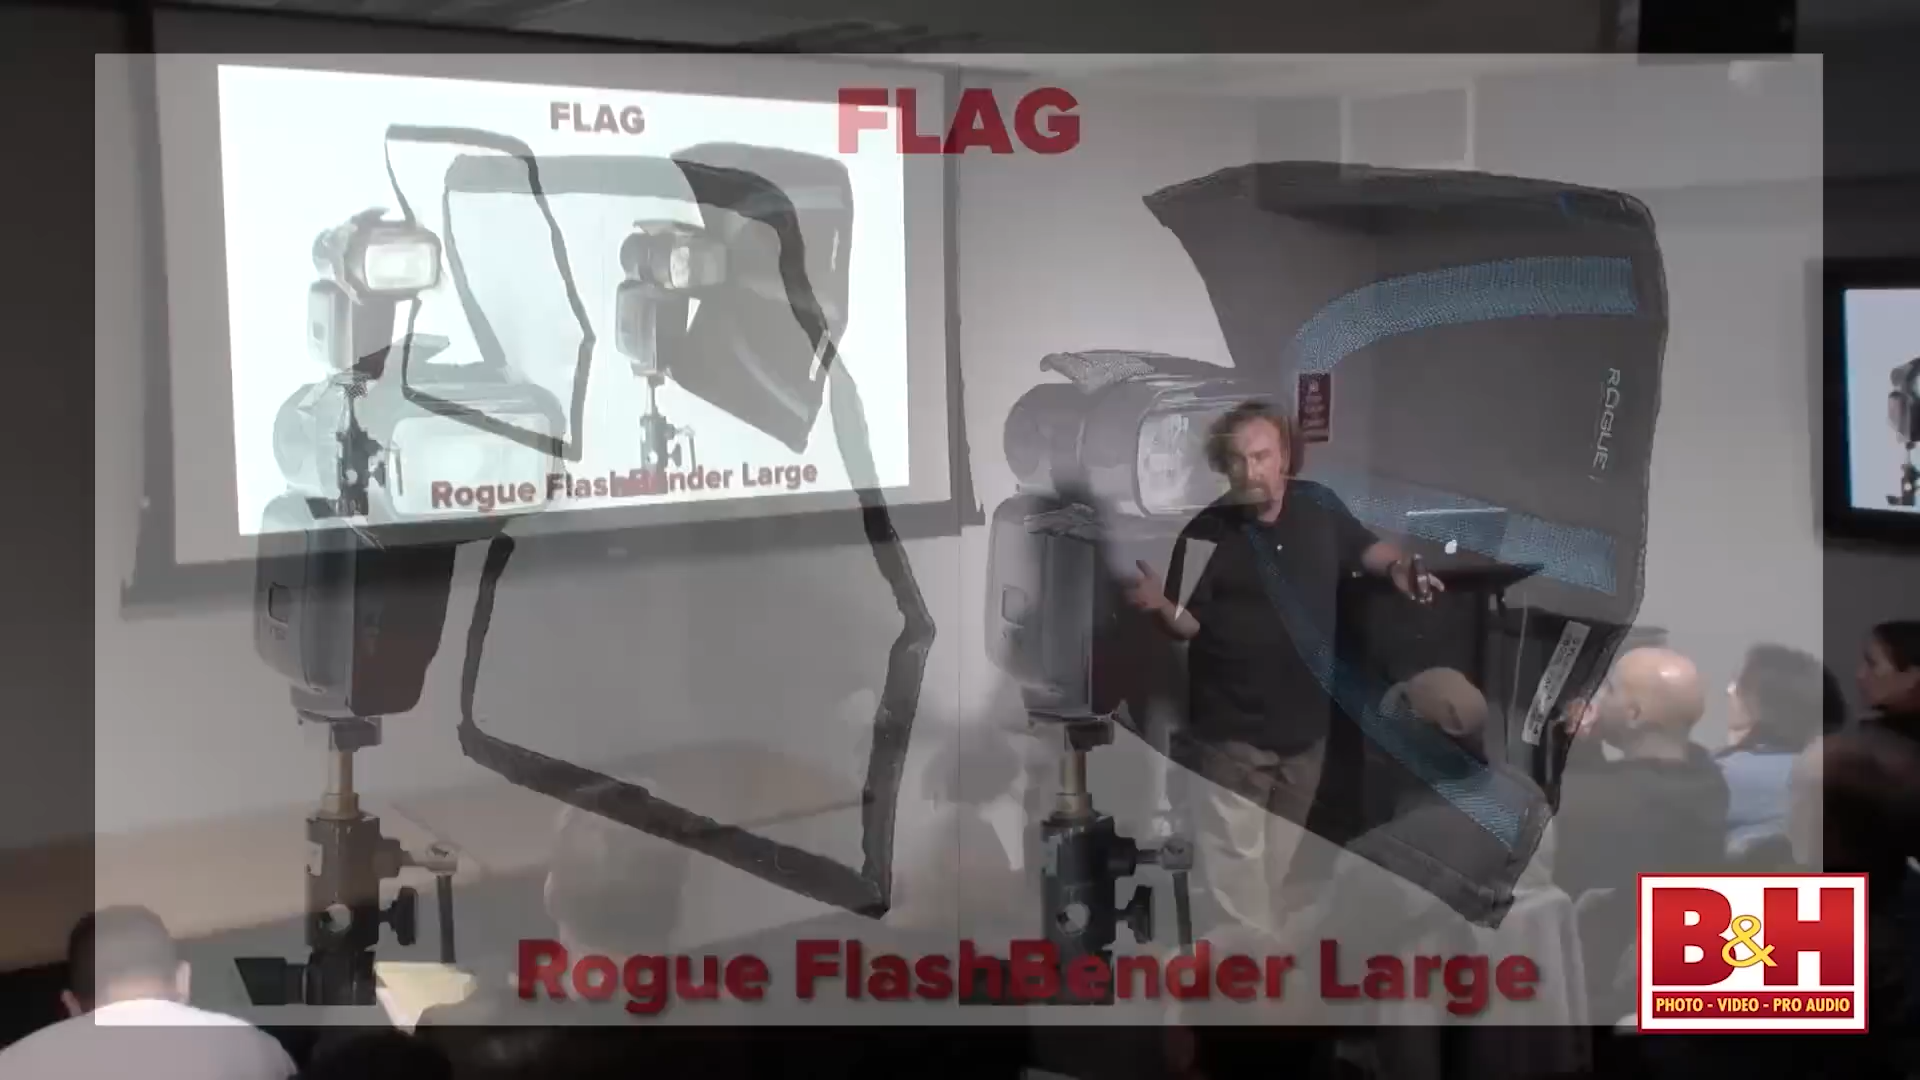 FLAG
FLAG
ROGUE
Rogue FlashBender Large
Rogue FlashBender Large
B&H
PHOTO - VIDEO - PRO AUDIO